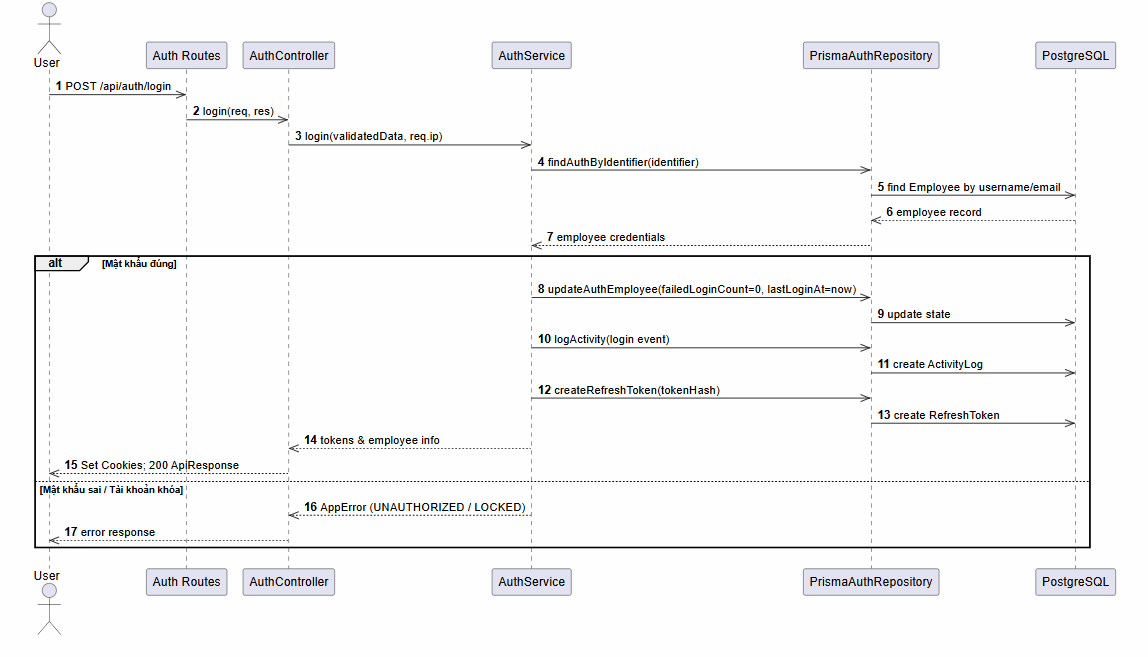 User
Auth Routes
AuthController
AuthService
PrismaAuthRepository
PostgreSQL
1 POST /api/auth/login
2 login(req, res)
3 login(validatedData, req.ip)
4 findAuthByIdentifier(identifier)
5 find Employee by username/email
6 employee record
7 employee credentials
alt [Mật khẩu đúng]
8 updateAuthEmployee(failedLoginCount=0, lastLoginAt=now)
9 update state
10 logActivity(login event)
11 create ActivityLog
12 createRefreshToken(tokenHash)
13 create RefreshToken
14 tokens & employee info
15 Set Cookies; 200 ApiResponse
[Mật khẩu sai / Tài khoản khóa]
16 AppError (UNAUTHORIZED / LOCKED)
17 error response
User
Auth Routes
AuthController
AuthService
PrismaAuthRepository
PostgreSQL